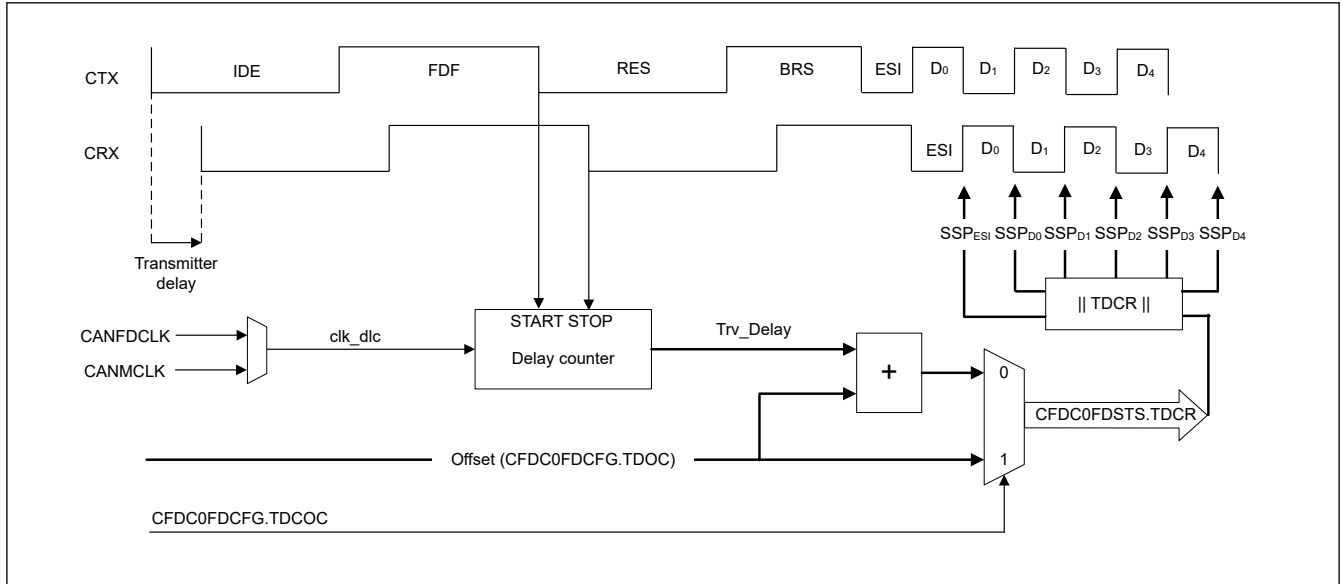 CTX IDE FDF RES BRS ESI D0 D1 D2 D3 D4
CRX ESI D0 D1 D2 D3 D4
SSPESI SSPD0 SSPD1 SSPD2 SSPD3 SSPD4
Transmitter
delay
|| TDCR ||
CANFDCLK
CANMCLK
clk_dlc
START STOP
Delay counter
Trv_Delay
+
0
1
CFDC0FDSTS.TDCR
Offset (CFDC0FDCFG.TDOC)
CFDC0FDCFG.TDCOC